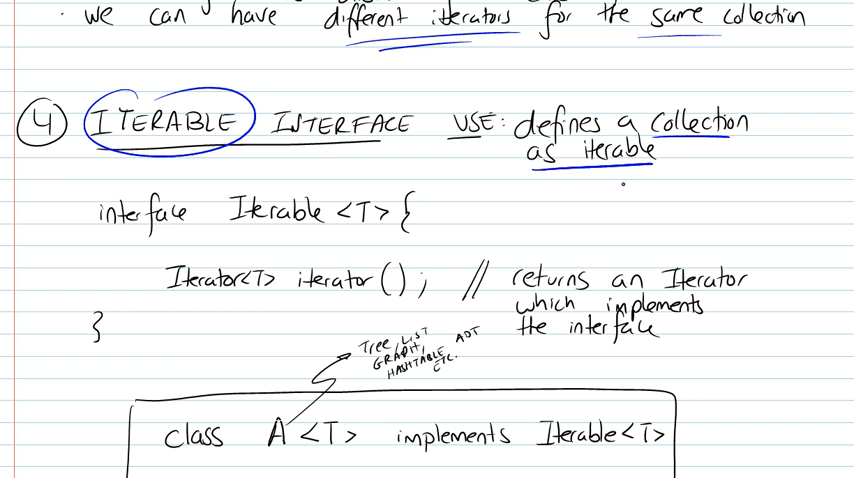 · we can have different iterators for the same collection
4 ITERABLE INTERFACE USE: defines a collection
as iterable
interface Iterable <T> {
Iterator<T> iterator(); // returns an Iterator
which implements
the interface
}
Tree, LIST
GRAPH, ADT
HASHTABLE
ETC.
class A <T> implements Iterable<T>